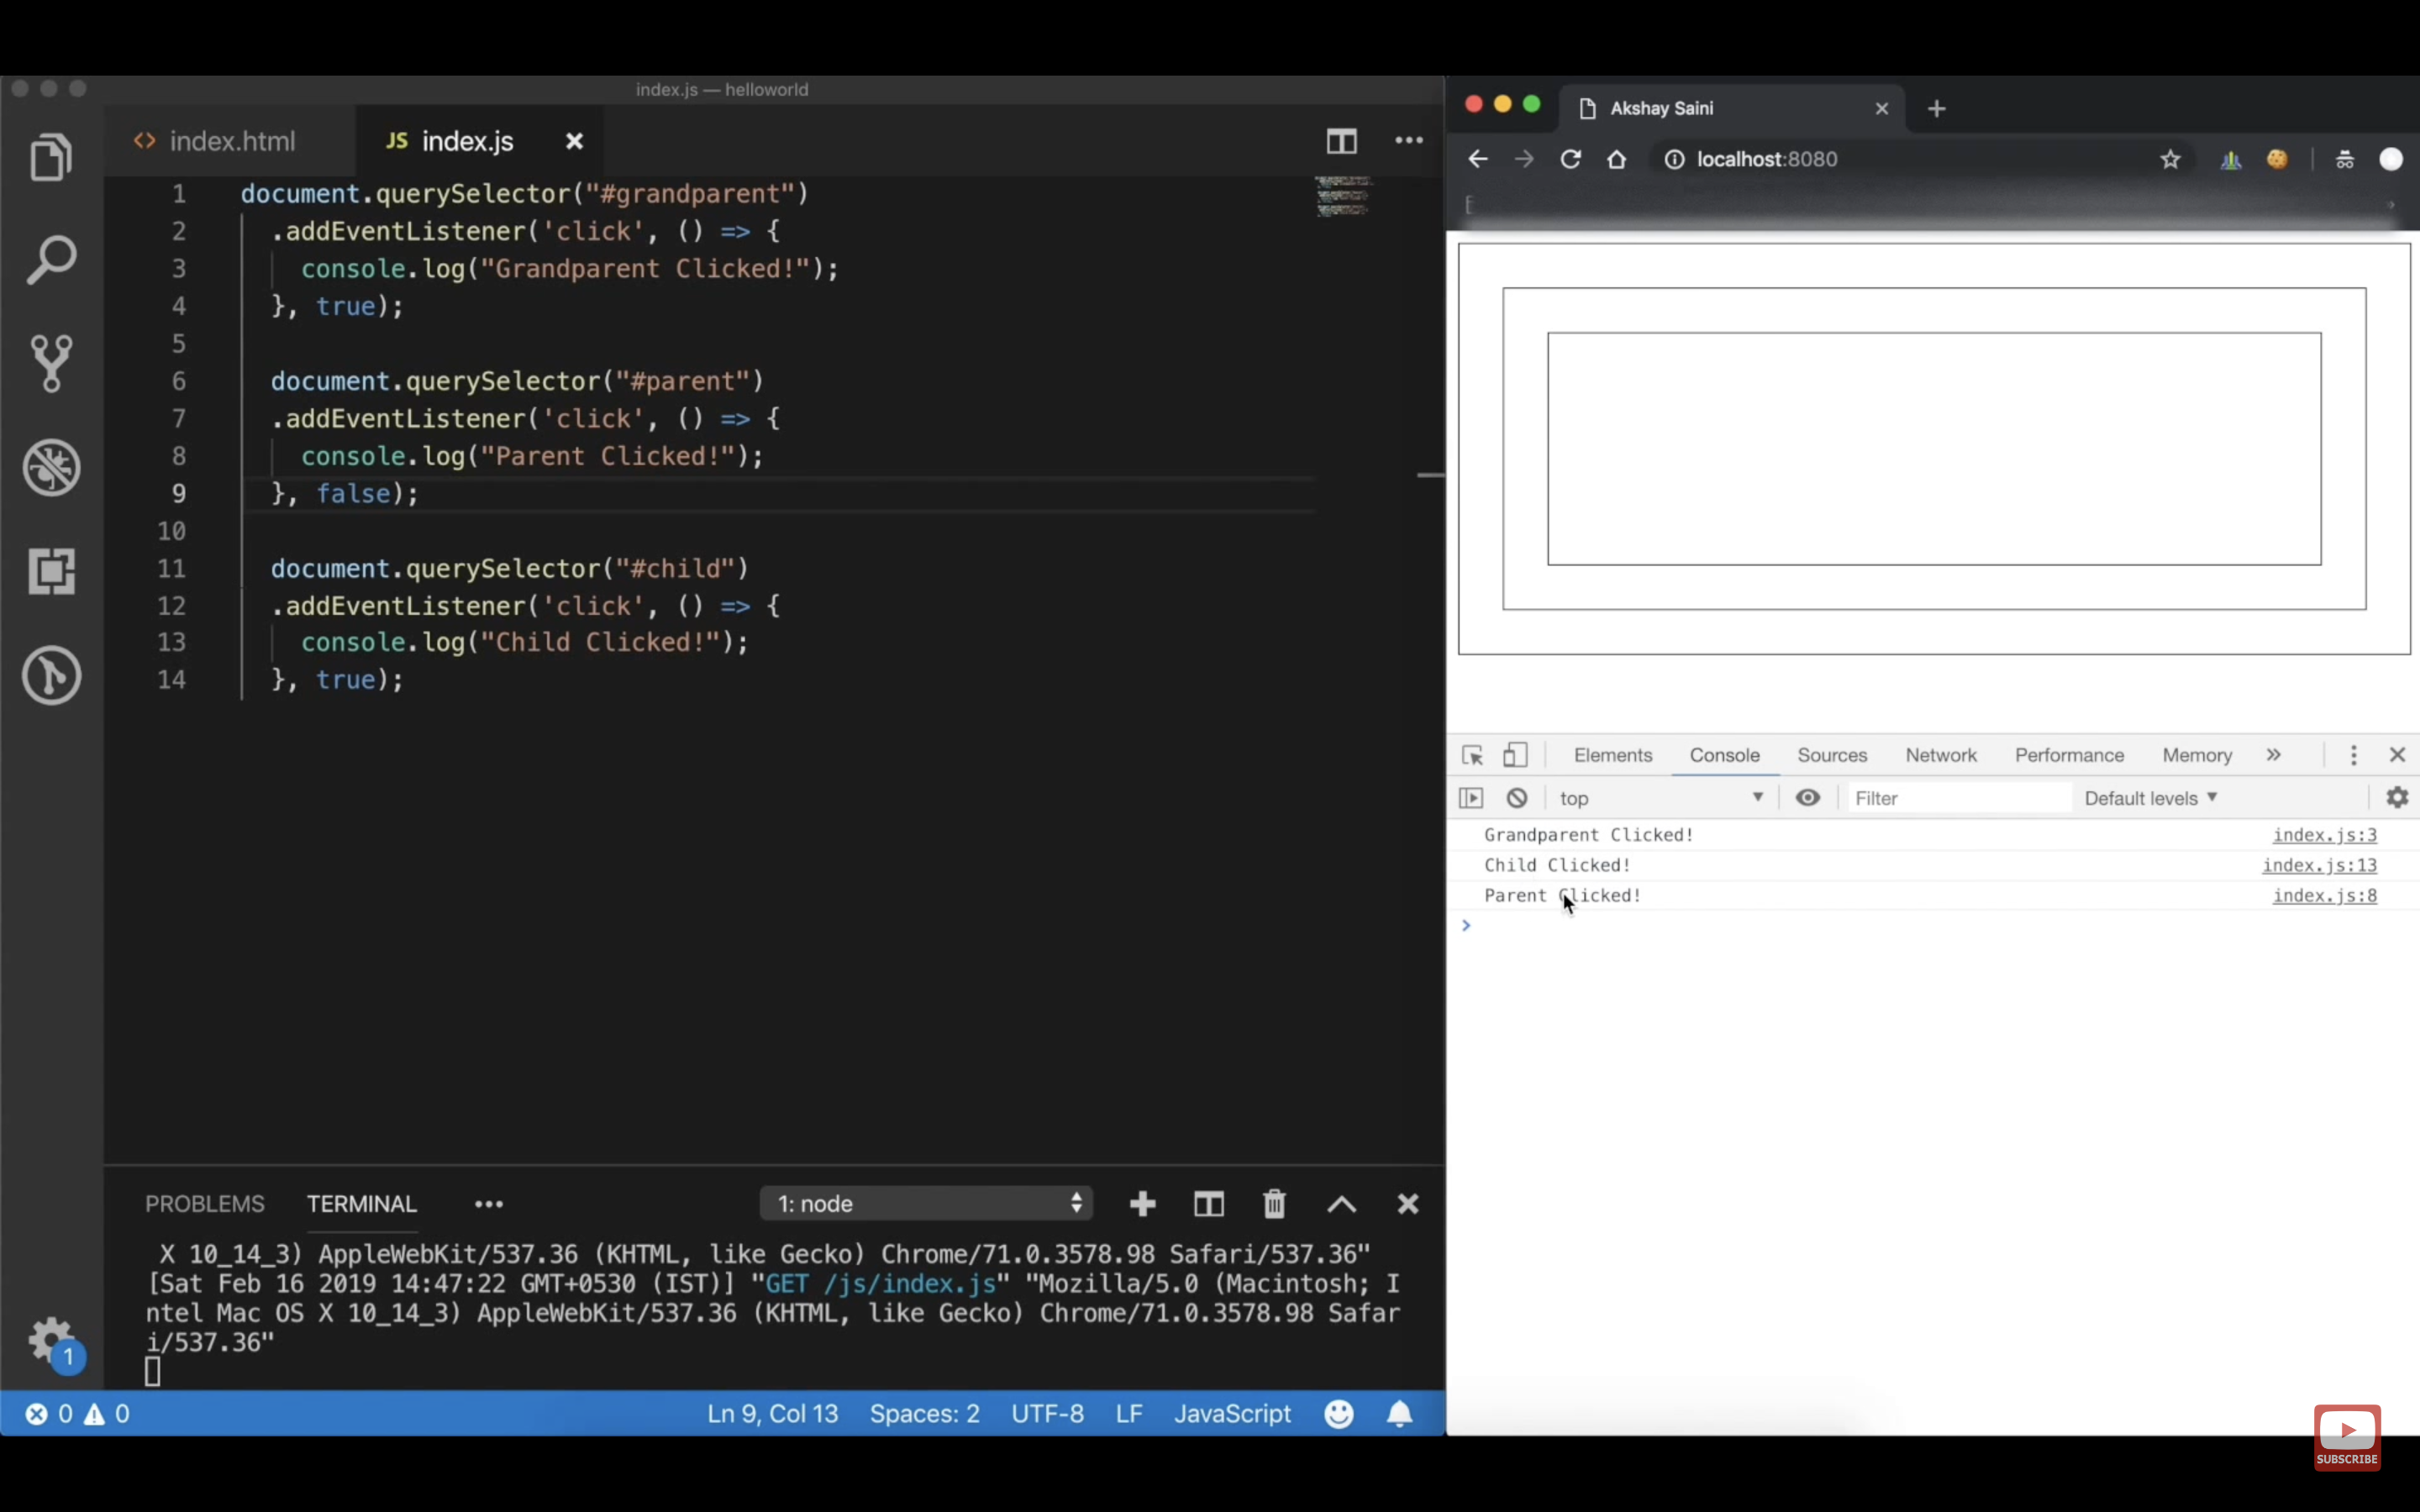 index.js — helloworld
index.html
JS index.js
1 document.querySelector("#grandparent")
2 .addEventListener('click', () => {
3 console.log("Grandparent Clicked!");
4 }, true);
5
6 document.querySelector("#parent")
7 .addEventListener('click', () => {
8 console.log("Parent Clicked!");
9 }, false);
10
11 document.querySelector("#child")
12 .addEventListener('click', () => {
13 console.log("Child Clicked!");
14 }, true);
PROBLEMS TERMINAL ••• 1: node
X 10_14_3) AppleWebKit/537.36 (KHTML, like Gecko) Chrome/71.0.3578.98 Safari/537.36"
[Sat Feb 16 2019 14:47:22 GMT+0530 (IST)] "GET /js/index.js" "Mozilla/5.0 (Macintosh; I
ntel Mac OS X 10_14_3) AppleWebKit/537.36 (KHTML, like Gecko) Chrome/71.0.3578.98 Safar
i/537.36"
1
0 0 Ln 9, Col 13 Spaces: 2 UTF-8 LF JavaScript
Akshay Saini
localhost:8080
Elements Console Sources Network Performance Memory »
top Filter Default levels
Grandparent Clicked! index.js:3
Child Clicked! index.js:13
Parent Clicked! index.js:8
SUBSCRIBE